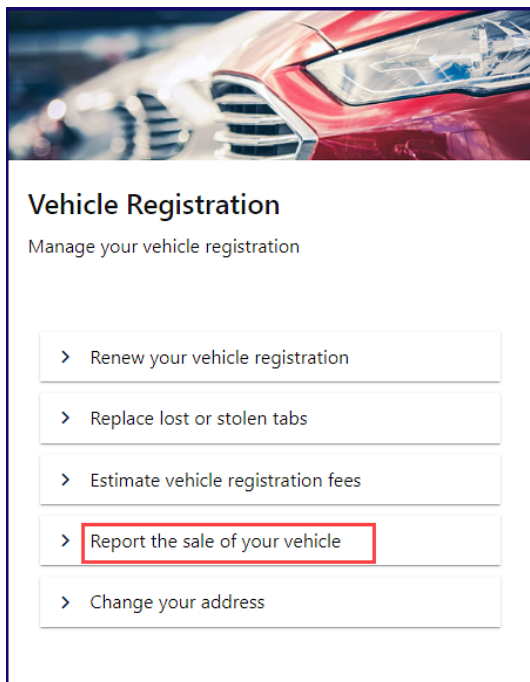 Vehicle Registration
Manage your vehicle registration
Renew your vehicle registration
Replace lost or stolen tabs
Estimate vehicle registration fees
Report the sale of your vehicle
Change your address